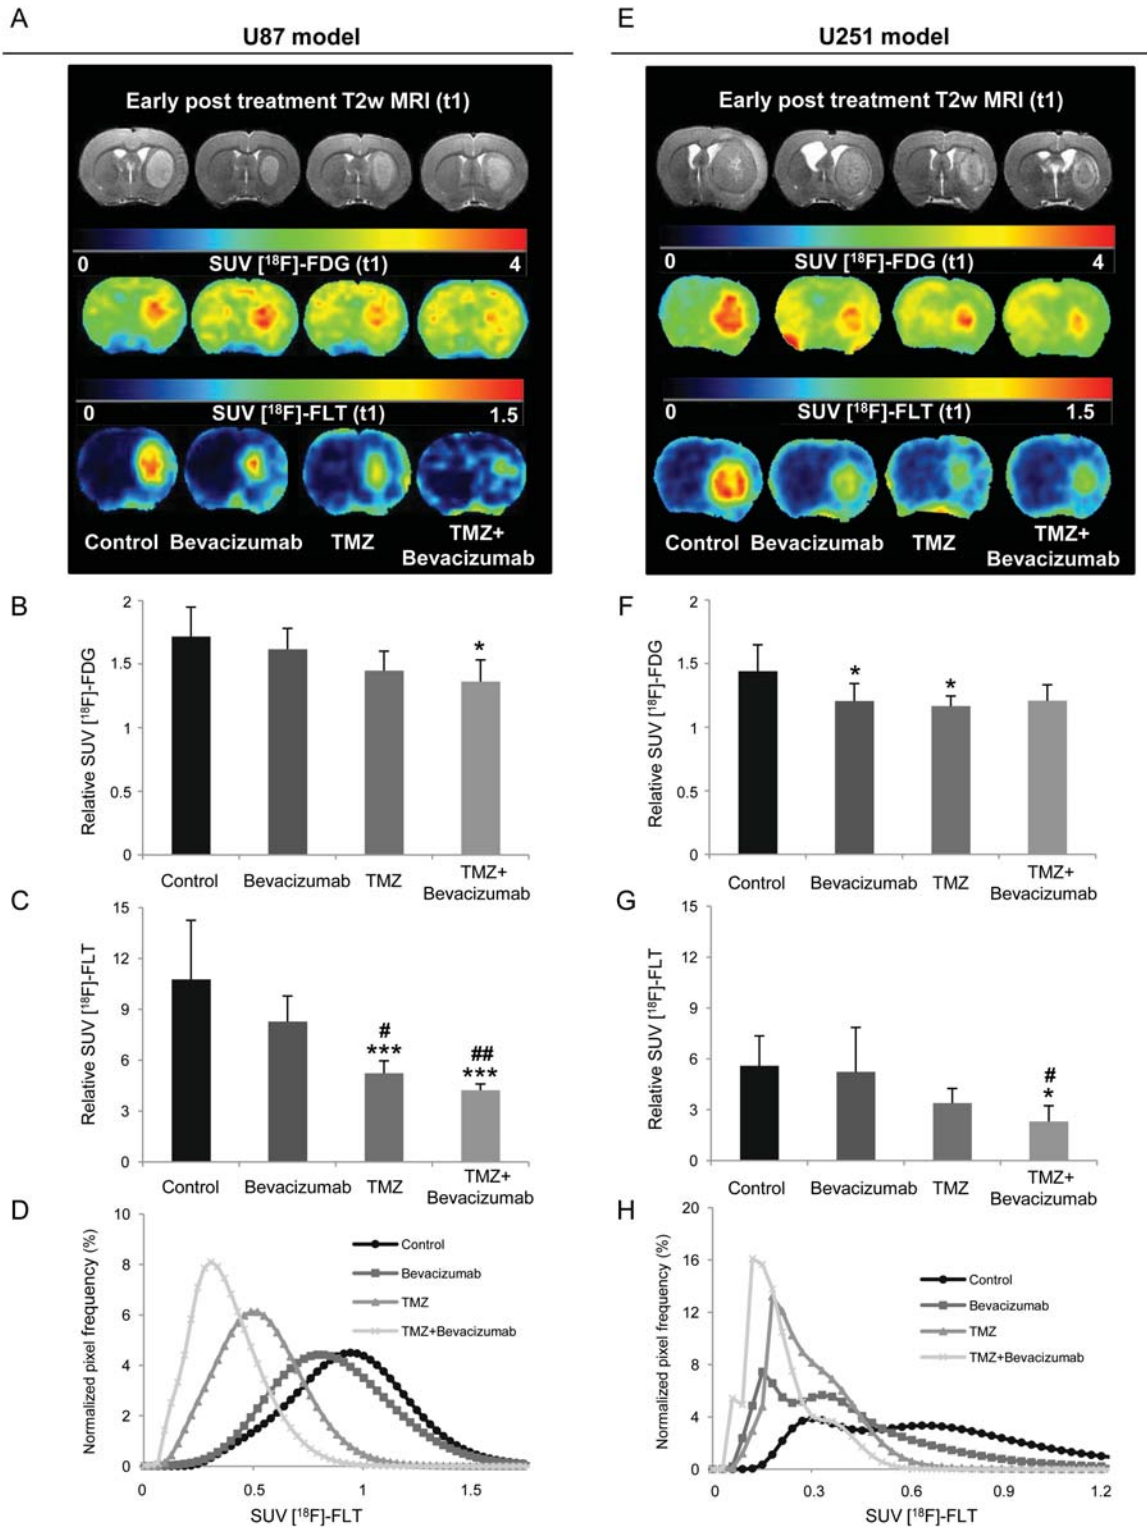 A
U87 model
Early post treatment T2w MRI (t1)
0 SUV [¹⁸F]-FDG (t1) 4
0 SUV [¹⁸F]-FLT (t1) 1.5
Control Bevacizumab TMZ TMZ+
Bevacizumab
E
U251 model
Early post treatment T2w MRI (t1)
0 SUV [¹⁸F]-FDG (t1) 4
0 SUV [¹⁸F]-FLT (t1) 1.5
Control Bevacizumab TMZ TMZ+
Bevacizumab
B
Relative SUV [¹⁸F]-FDG
2
1.5
1
0.5
0
*
Control Bevacizumab TMZ TMZ+
Bevacizumab
F
Relative SUV [¹⁸F]-FDG
2
1.5
1
0.5
0
* *
Control Bevacizumab TMZ TMZ+
Bevacizumab
C
Relative SUV [¹⁸F]-FLT
15
12
9
6
3
0
# ##
*** ***
Control Bevacizumab TMZ TMZ+
Bevacizumab
G
Relative SUV [¹⁸F]-FLT
15
12
9
6
3
0
#
*
Control Bevacizumab TMZ TMZ+
Bevacizumab
D
Normalized pixel frequency (%)
10
8
6
4
2
0
Control
Bevacizumab
TMZ
TMZ+Bevacizumab
0 0.5 1 1.5
SUV [¹⁸F]-FLT
H
Normalized pixel frequency (%)
20
16
12
8
4
0
Control
Bevacizumab
TMZ
TMZ+Bevacizumab
0 0.3 0.6 0.9 1.2
SUV [¹⁸F]-FLT